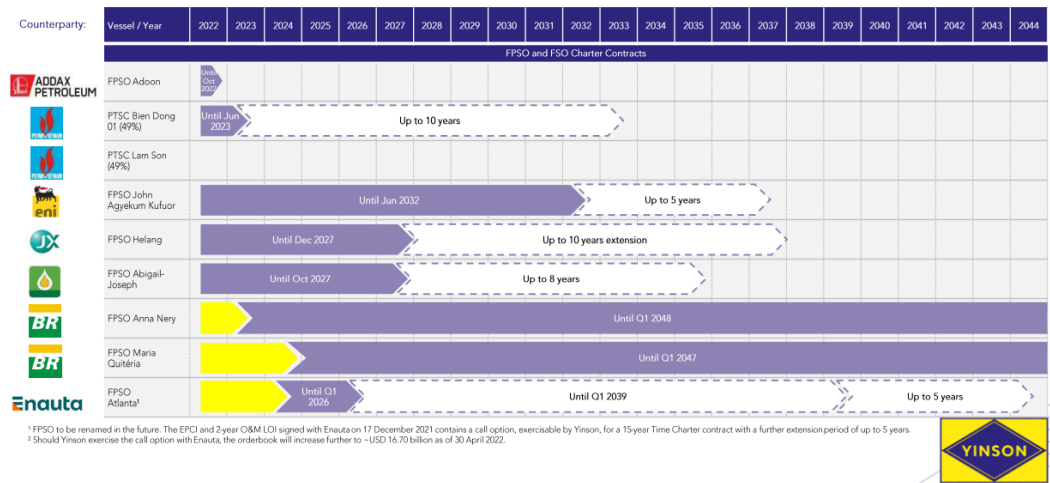 Counterparty:
Vessel / Year 2022 2023 2024 2025 2026 2027 2028 2029 2030 2031 2032 2033 2034 2035 2036 2037 2038 2039 2040 2041 2042 2043 2044
FPSO and FSO Charter Contracts
ADDAX
PETROLEUM
FPSO Adoon
Until
Oct
2022
PETROVIETNAM
PTSC Bien Dong
01 (49%)
Until Jun
2023
Up to 10 years
PETROVIETNAM
PTSC Lam Son
(49%)
eni
FPSO John
Agyekum Kufuor
Until Jun 2032
Up to 5 years
JX
FPSO Helang
Until Dec 2027
Up to 10 years extension
FPSO Abigail-
Joseph
Until Oct 2027
Up to 8 years
BR
FPSO Anna Nery
Until Q1 2048
BR
FPSO Maria
Quitéria
Until Q1 2047
Enauta
FPSO
Atlanta¹
Until Q1
2026
Until Q1 2039
Up to 5 years
¹ FPSO to be renamed in the future. The EPCI and 2-year O&M LOI signed with Enauta on 17 December 2021 contains a call option, exercisable by Yinson, for a 15-year Time Charter contract with a further extension period of up to 5 years.
² Should Yinson exercise the call option with Enauta, the orderbook will increase further to ~USD 16.70 billion as of 30 April 2022.
YINSON